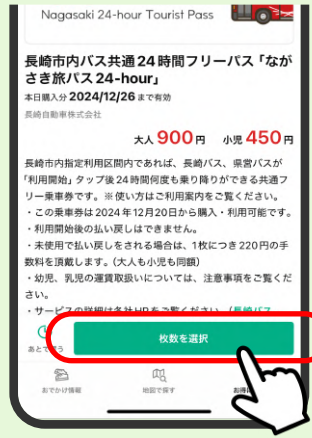 Nagasaki 24-hour Tourist Pass
長崎市内バス共通24時間フリーパス「なが
さき旅パス24-hour」
本日購入分2024/12/26まで有効
長崎自動車株式会社
大人 900円 小児 450円
長崎市内指定利用区間内であれば、長崎バス、県営バスが
「利用開始」タップ後24時間何度も乗り降りができる共通フ
リー乗車券です。※使い方はご利用案内をご覧ください。
・この乗車券は2024年12月20日から購入・利用可能です。
・利用開始後の払い戻しはできません。
・未使用で払い戻しをされる場合は、1枚につき220円の手
数料を頂戴します。(大人も小児も同額)
・幼児、乳児の運賃取扱いについては、注意事項をご覧くだ
さい。
・サービスの詳細は各社HPをご覧ください（長崎バス
枚数を選択
おでかけ情報
地図で探す